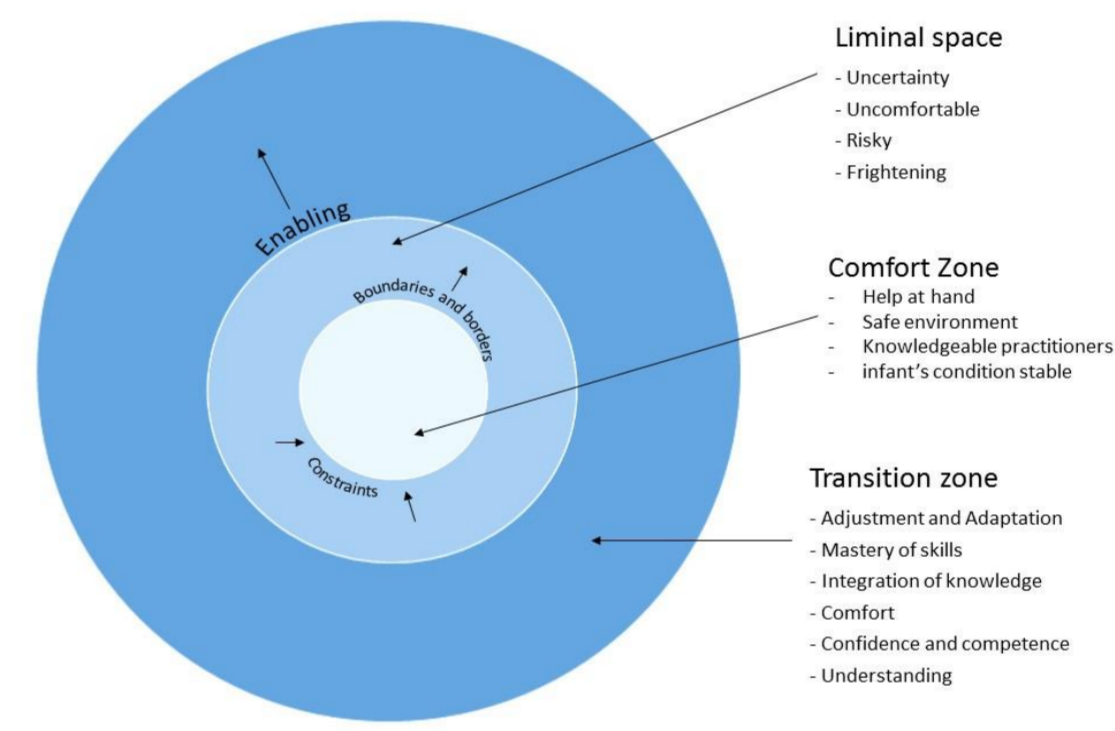 Liminal space
- Uncertainty
- Uncomfortable
- Risky
- Frightening
Enabling
Boundaries and borders
Constraints
Comfort Zone
- Help at hand
- Safe environment
- Knowledgeable practitioners
- infant's condition stable
Transition zone
- Adjustment and Adaptation
- Mastery of skills
- Integration of knowledge
- Comfort
- Confidence and competence
- Understanding